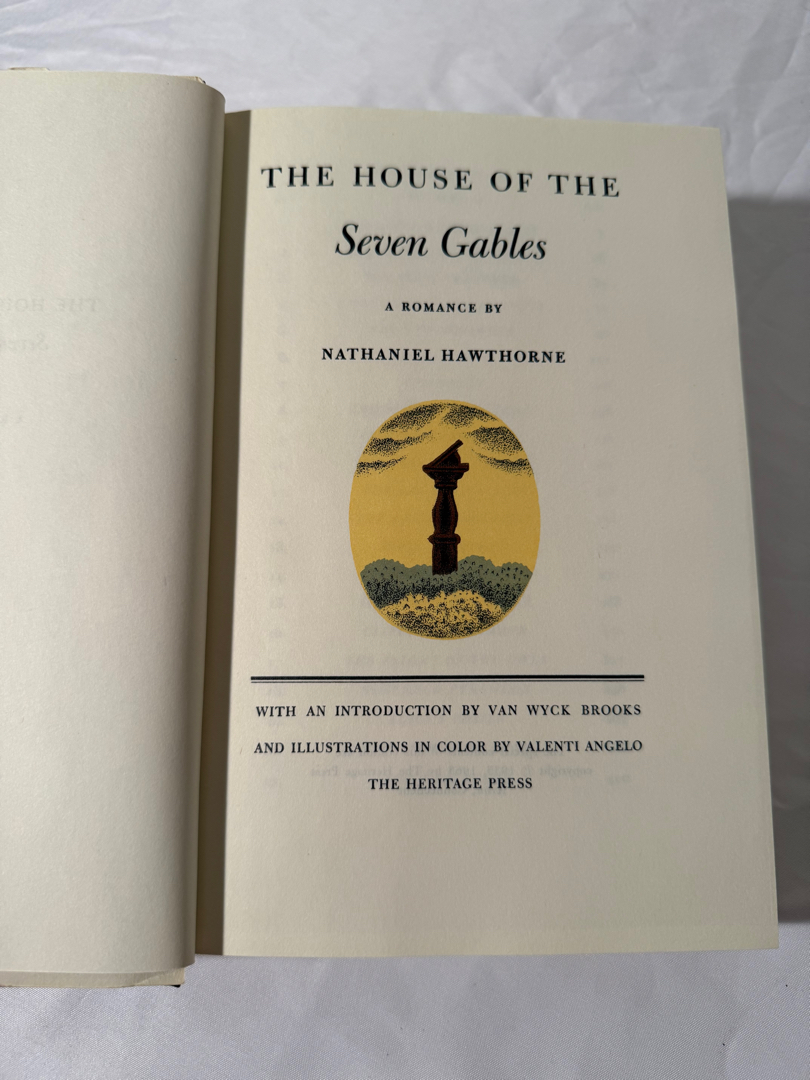 THE HOUSE OF THE
Seven Gables
A ROMANCE BY
NATHANIEL HAWTHORNE
WITH AN INTRODUCTION BY VAN WYCK BROOKS
AND ILLUSTRATIONS IN COLOR BY VALENTI ANGELO
THE HERITAGE PRESS